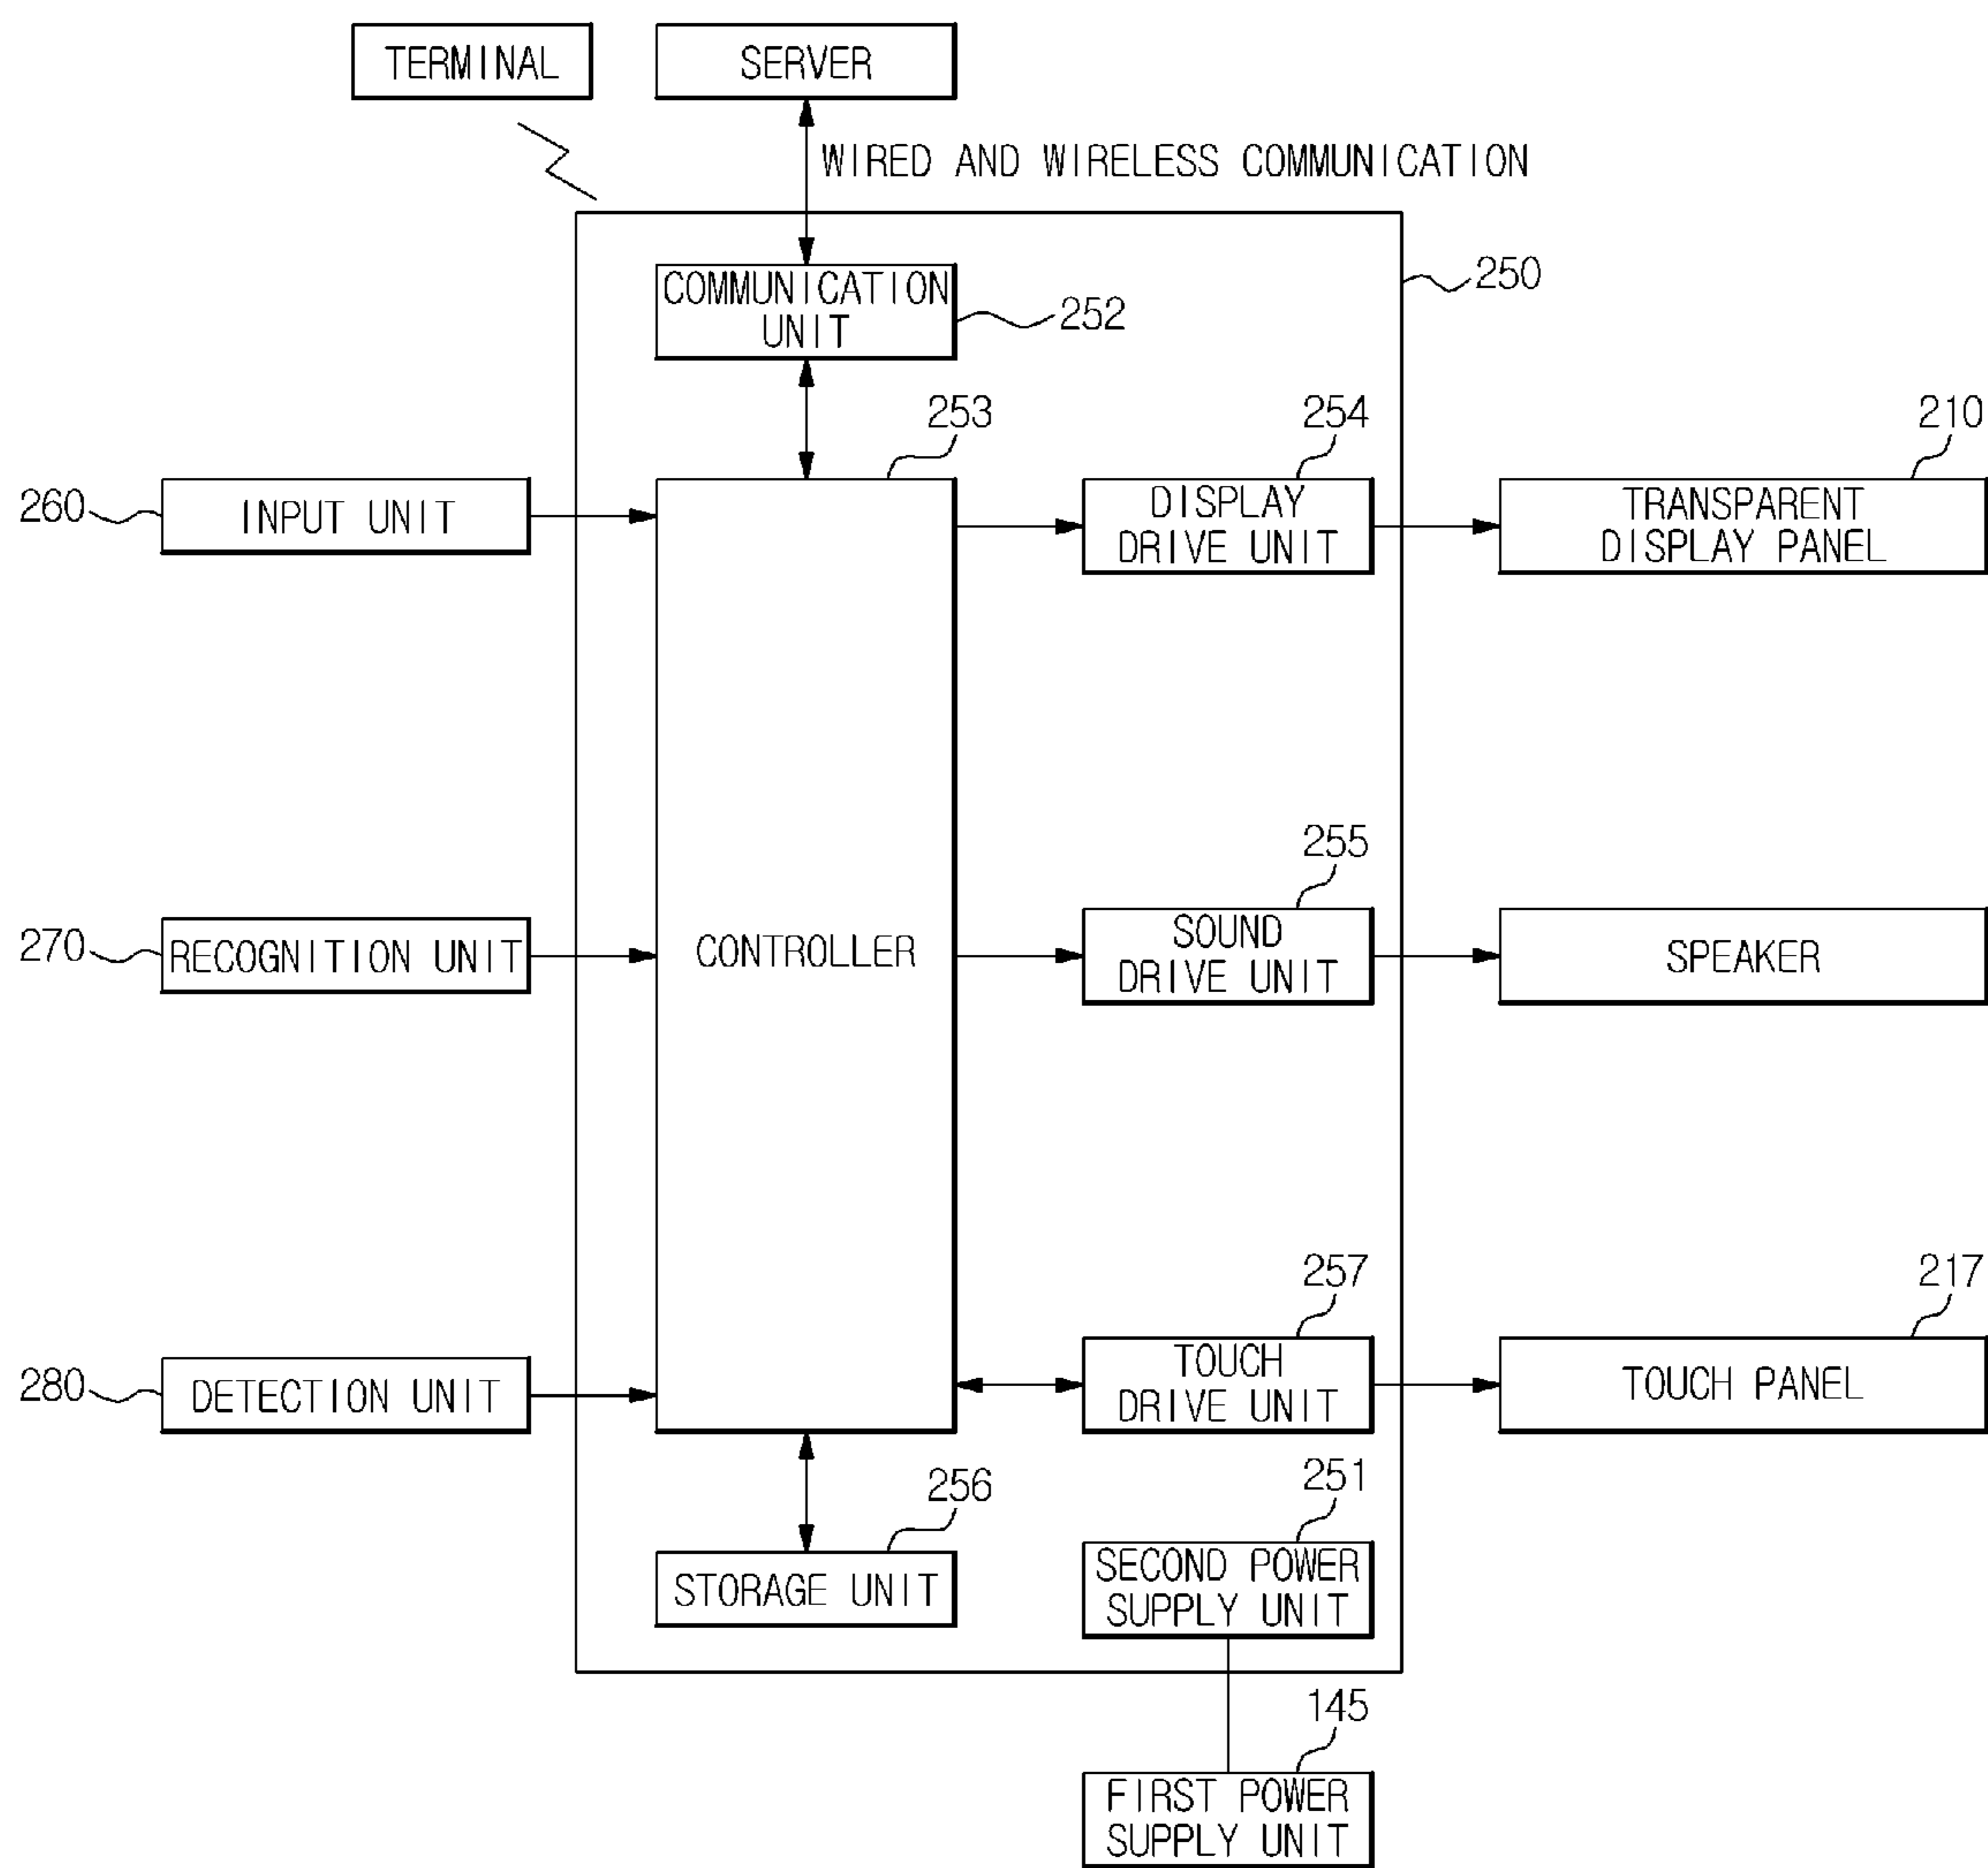 TERMINAL
SERVER
WIRED AND WIRELESS COMMUNICATION
250
COMMUNICATION
UNIT
252
253
254
210
260
INPUT UNIT
DISPLAY
DRIVE UNIT
TRANSPARENT
DISPLAY PANEL
255
270
RECOGNITION UNIT
CONTROLLER
SOUND
DRIVE UNIT
SPEAKER
257
217
280
DETECTION UNIT
TOUCH
DRIVE UNIT
TOUCH PANEL
256
251
STORAGE UNIT
SECOND POWER
SUPPLY UNIT
145
FIRST POWER
SUPPLY UNIT